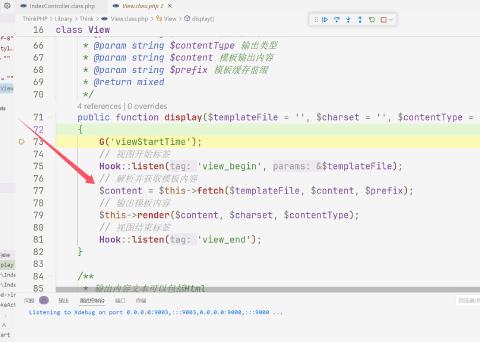 IndexController.class.php
View.class.php 2
ThinkPHP > Library > Think > View.class.php > View > display()
16 class View
66 * @param string $contentType 输出类型
67 * @param string $content 模板输出内容
68 * @param string $prefix 模板缓存前缀
69 * @return mixed
70 */
4 references | 0 overrides
71 public function display($templateFile = '', $charset = '', $contentType =
72 {
73 G('viewStartTime');
74 // 视图开始标签
75 Hook::listen(tag: 'view_begin', params: &$templateFile);
76 // 解析并获取模板内容
77 $content = $this->fetch($templateFile, $content, $prefix);
78 // 输出模板内容
79 $this->render($content, $charset, $contentType);
80 // 视图结束标签
81 Hook::listen(tag: 'view_end');
82 }
83
84 /**
85 * 输出内容文本可以包括Html
问题 输出 调试控制台 端口 终端
Listening to Xdebug on port 0.0.0.0:9003,:::9003,0.0.0.0:9000,:::9000 ...